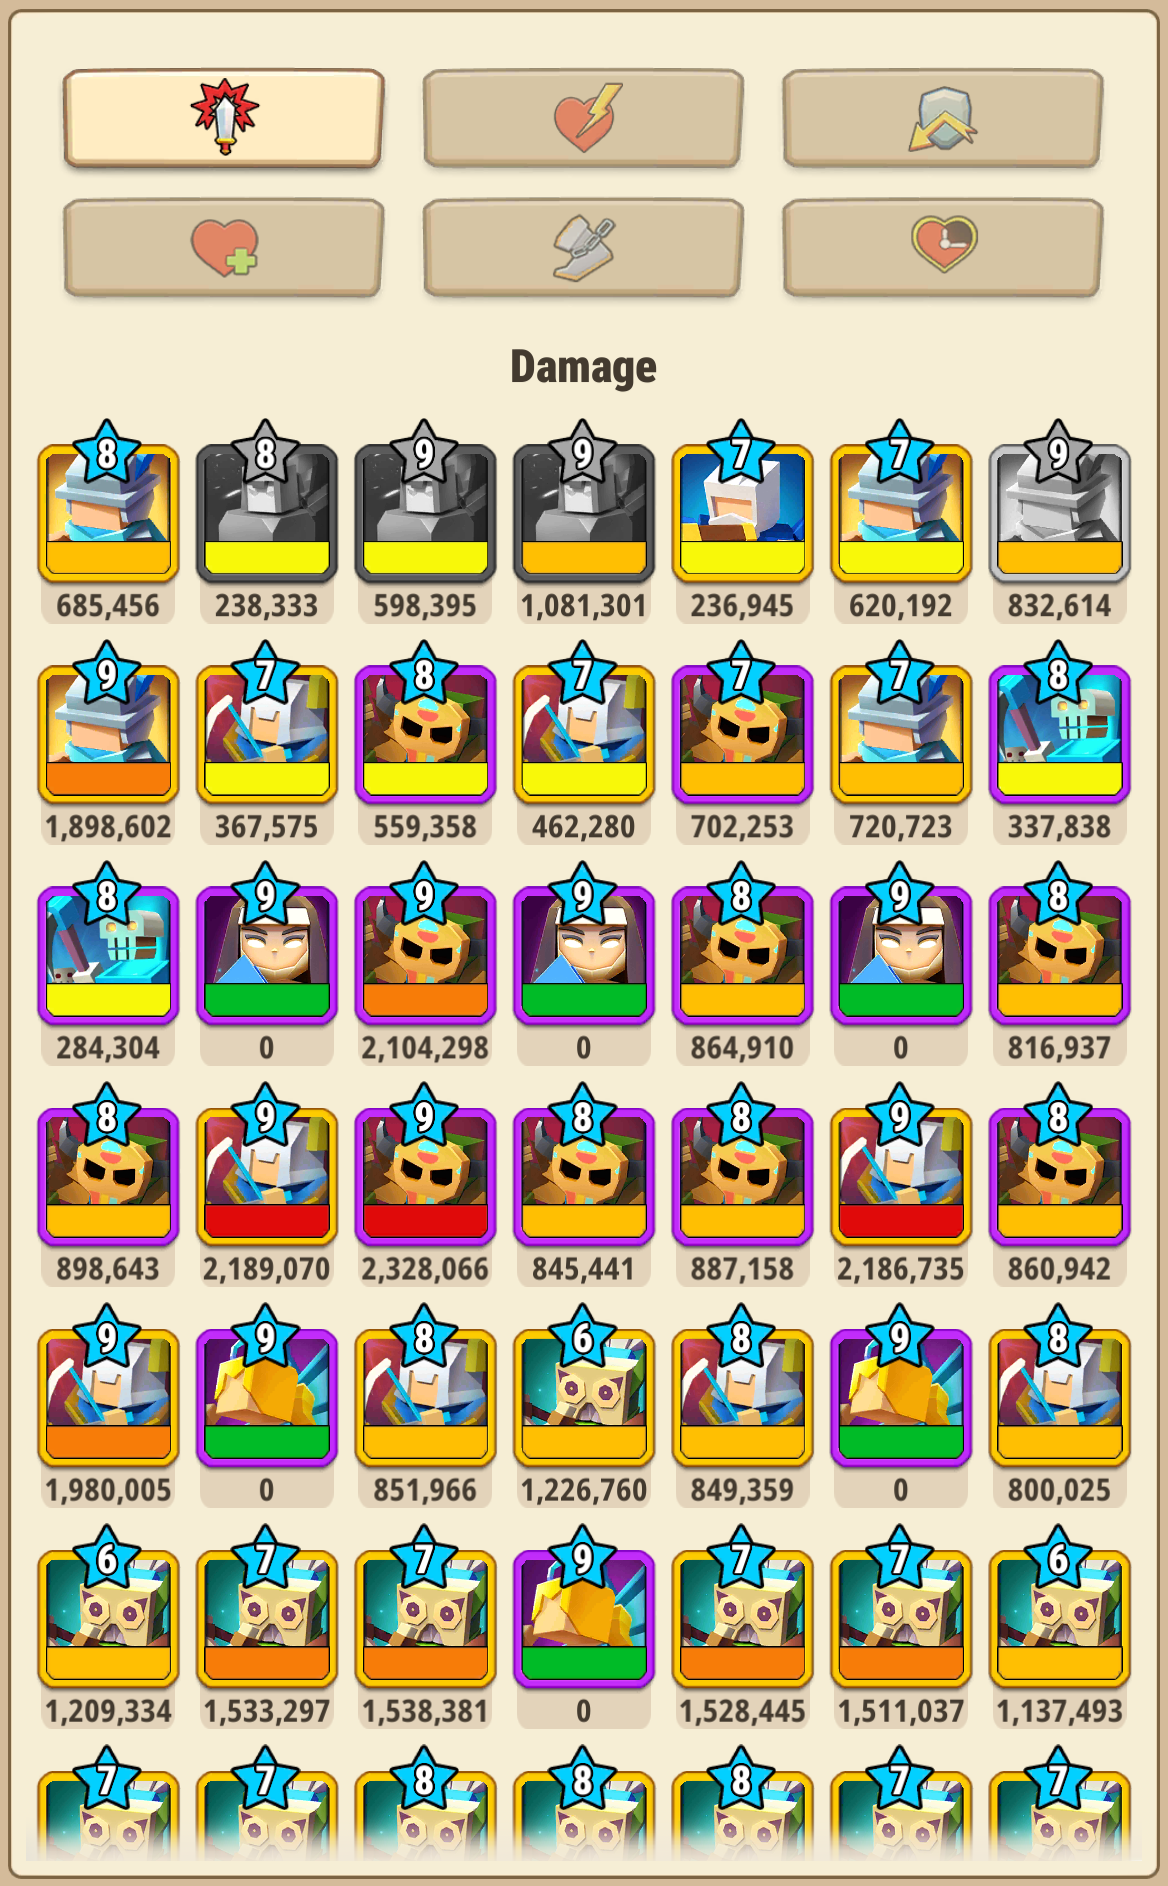 Damage
8 8 9 9 7 7 9
685,456 238,333 598,395 1,081,301 236,945 620,192 832,614
9 7 8 7 7 7 8
1,898,602 367,575 559,358 462,280 702,253 720,723 337,838
8 9 9 9 8 9 8
284,304 0 2,104,298 0 864,910 0 816,937
8 9 9 8 8 9 8
898,643 2,189,070 2,328,066 845,441 887,158 2,186,735 860,942
9 9 8 6 8 9 8
1,980,005 0 851,966 1,226,760 849,359 0 800,025
6 7 7 9 7 7 6
1,209,334 1,533,297 1,538,381 0 1,528,445 1,511,037 1,137,493
7 7 8 8 8 7 7